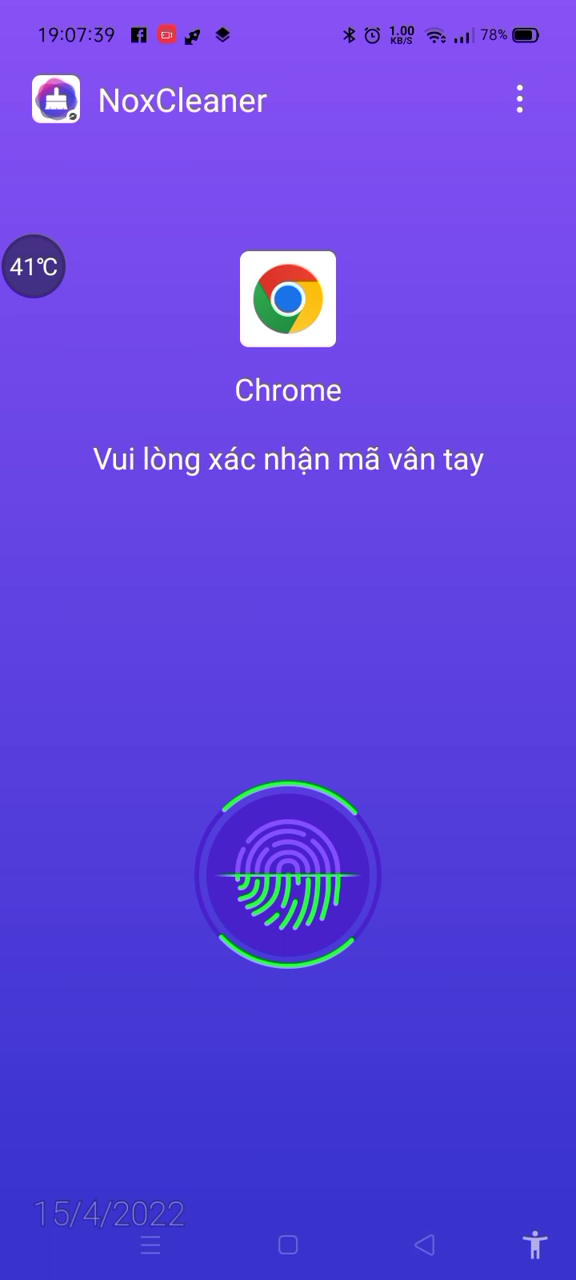 19:07:39 1.00 KB/S 78%
NoxCleaner
41℃
Chrome
Vui lòng xác nhận mã vân tay
15/4/2022